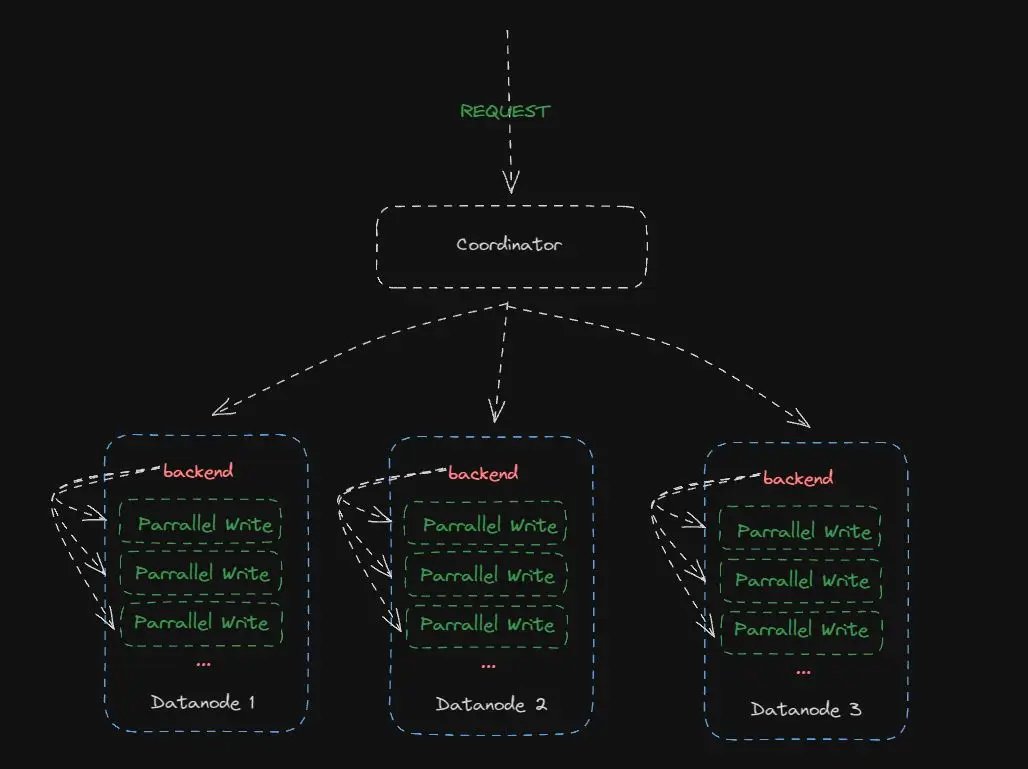 REQUEST
Coordinator
backend
Parrallel Write
Parrallel Write
Parrallel Write
...
Datanode 1
backend
Parrallel Write
Parrallel Write
Parrallel Write
...
Datanode 2
backend
Parrallel Write
Parrallel Write
Parrallel Write
...
Datanode 3